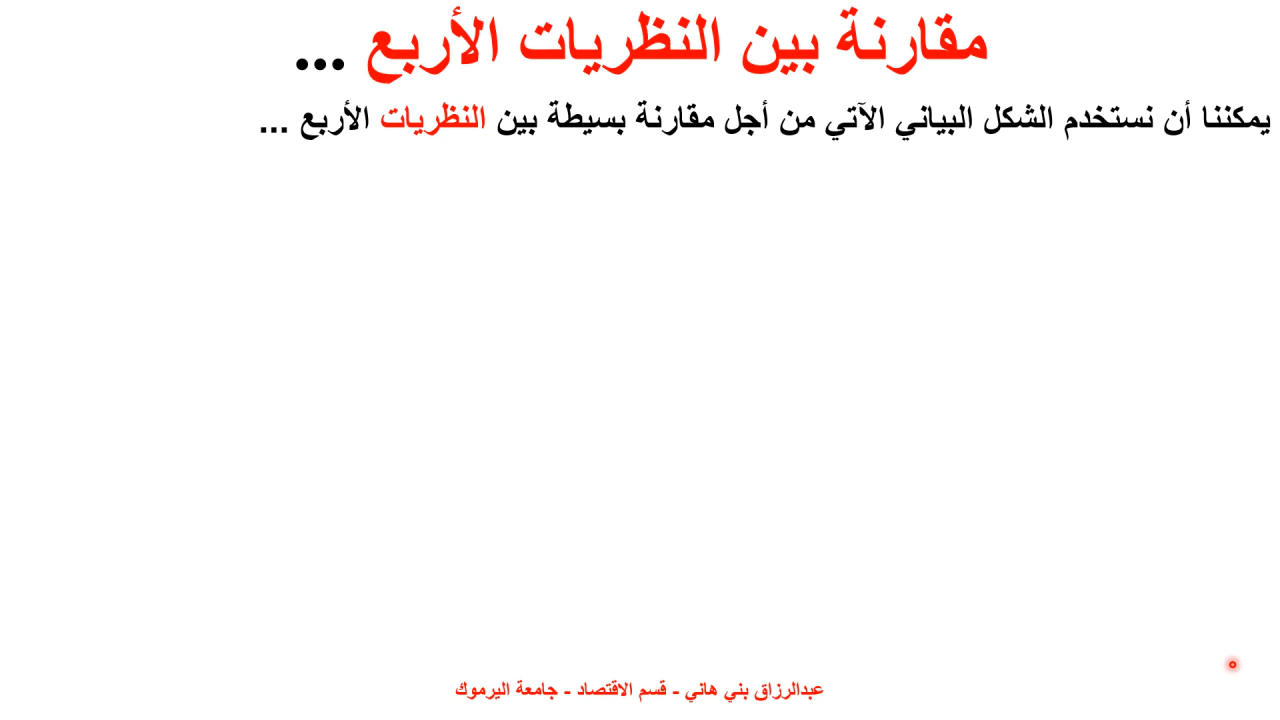 مقارنة بين النظريات الأربع ...
يمكننا أن نستخدم الشكل البياني الآتي من أجل مقارنة بسيطة بين النظريات الأربع ...
عبدالرزاق بني هاني - قسم الاقتصاد - جامعة اليرموك